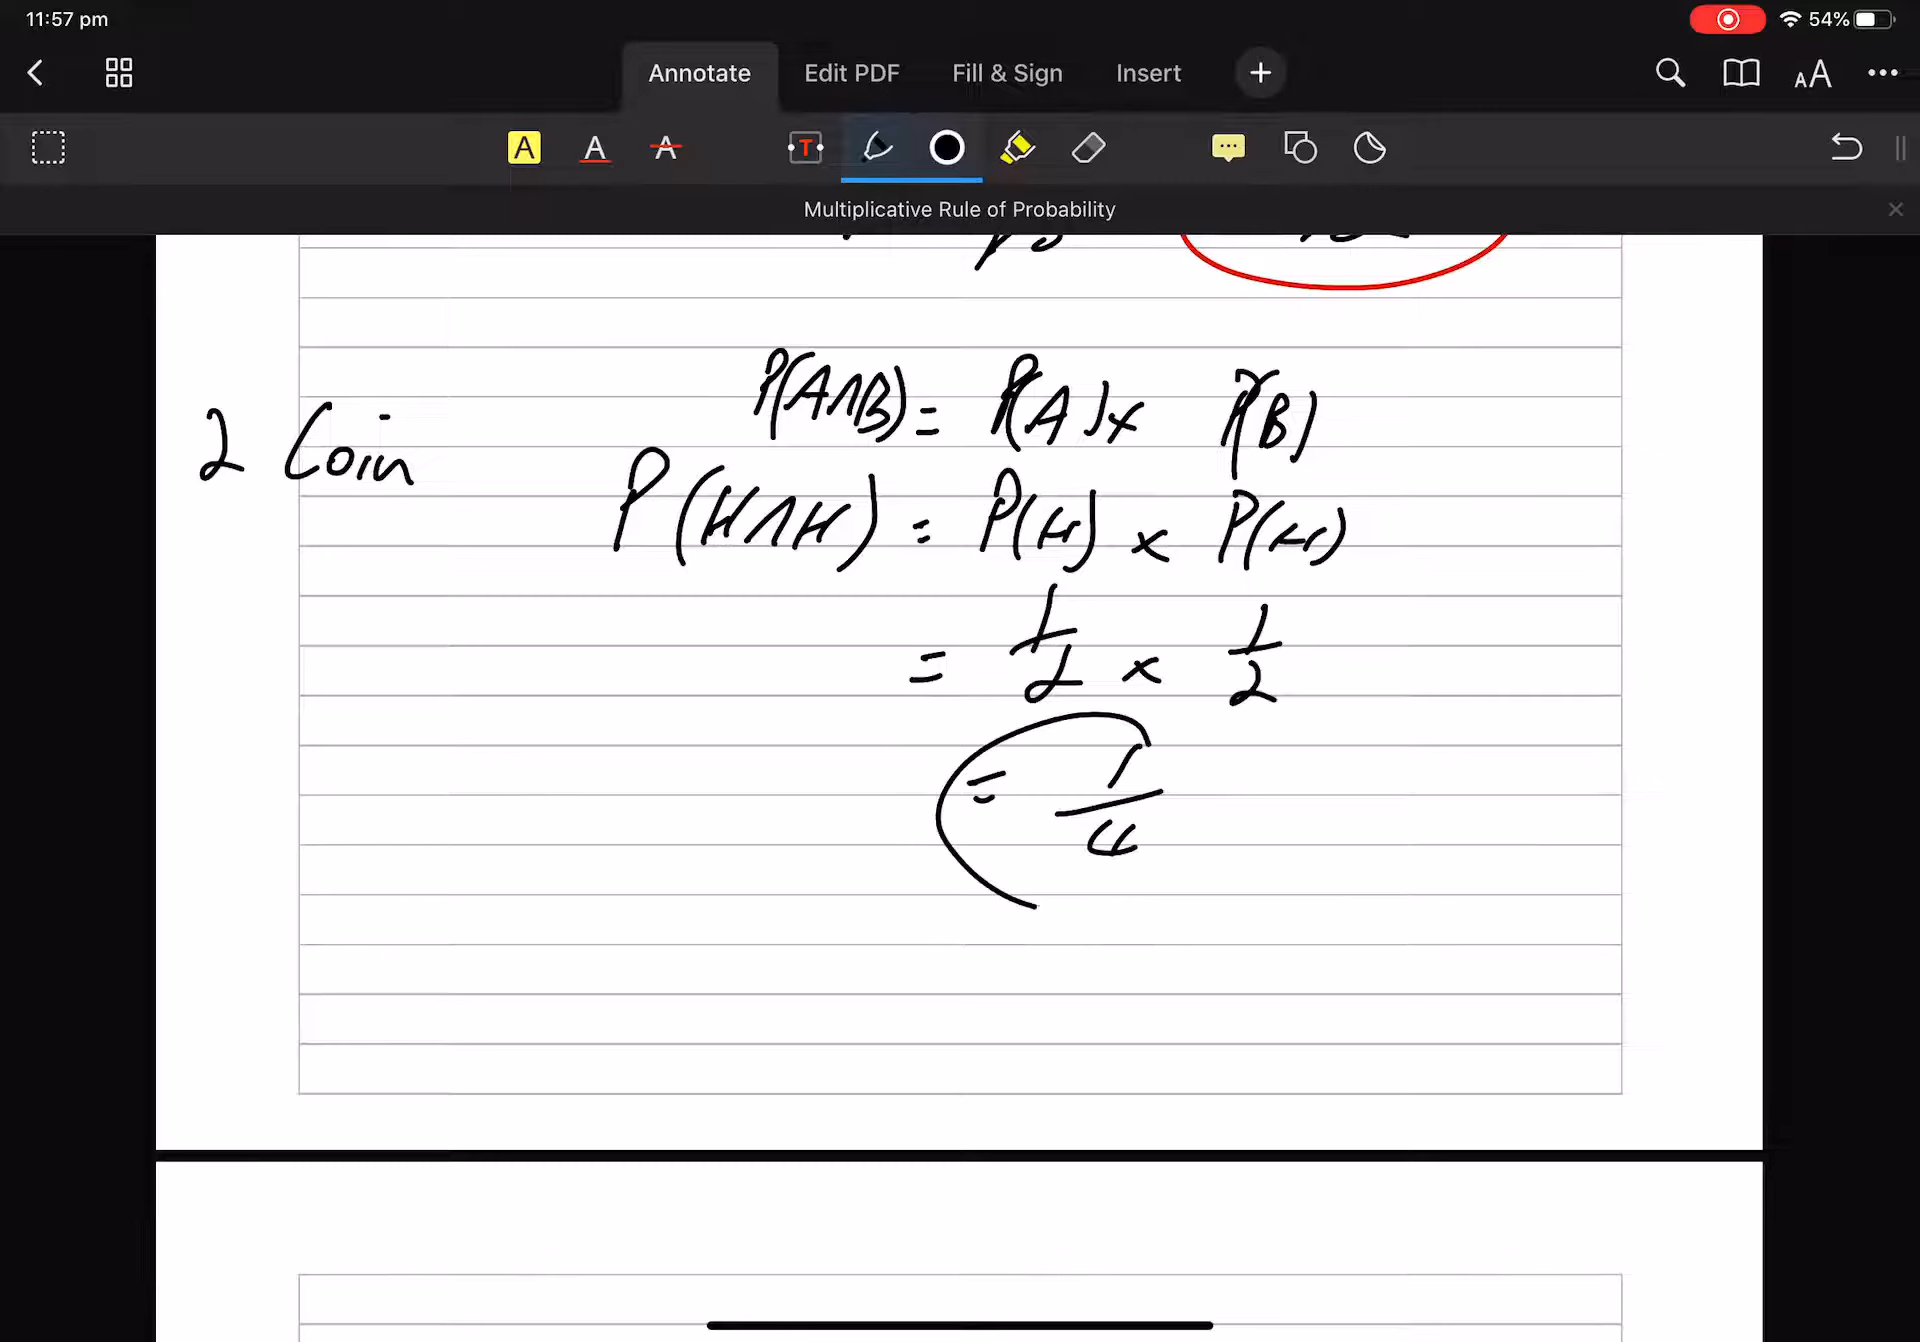 11:57 pm
54%
Annotate Edit PDF Fill & Sign Insert
AA
A A A T
Multiplicative Rule of Probability
P(A∩B) = P(A) x P(B)
2 Coin
P(H∩H) = P(H) x P(H)
= 1/2 x 1/2
= 1/4